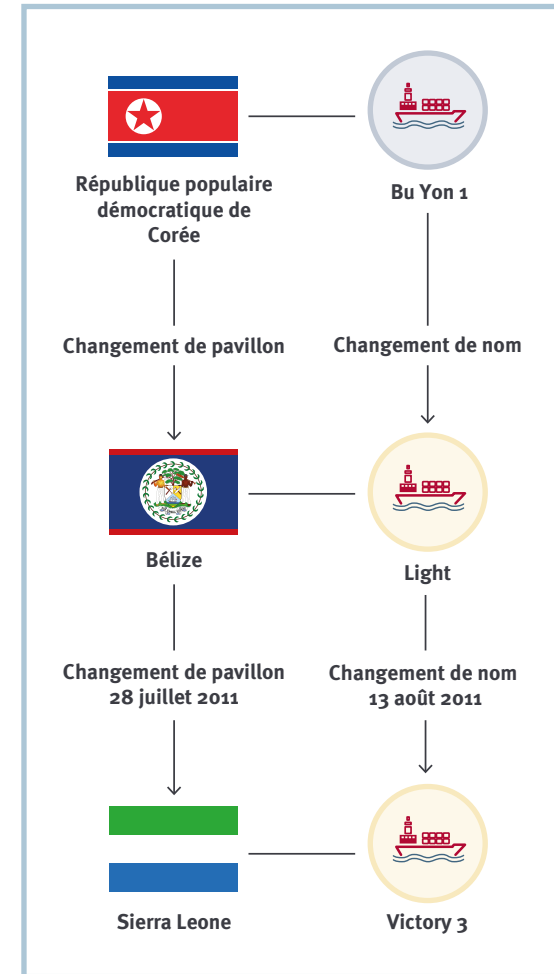 République populaire
démocratique de
Corée
Bu Yon 1
Changement de pavillon
Changement de nom
Bélize
Light
Changement de pavillon
28 juillet 2011
Changement de nom
13 août 2011
Sierra Leone
Victory 3